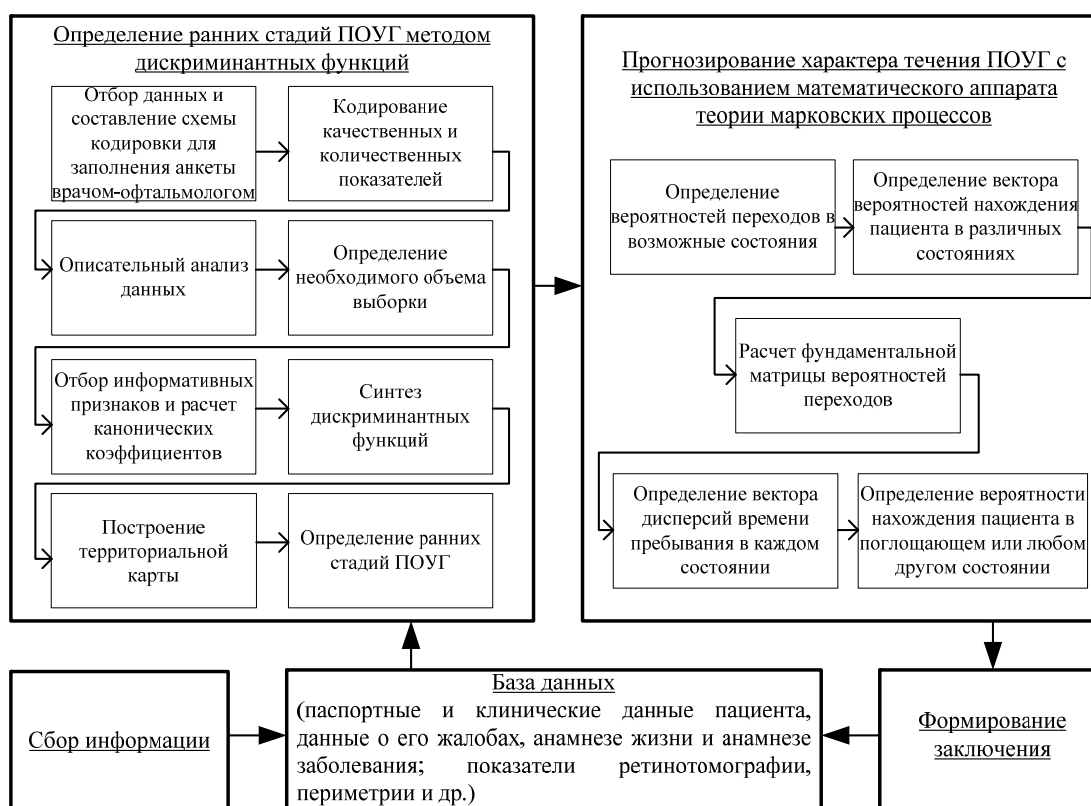 Определение ранних стадий ПОУГ методом
дискриминантных функций
Отбор данных и
составление схемы
кодировки для
заполнения анкеты
врачом-офтальмологом
Кодирование
качественных и
количественных
показателей
Описательный анализ
данных
Определение
необходимого объема
выборки
Отбор информативных
признаков и расчет
канонических
коэффициентов
Синтез
дискриминантных
функций
Построение
территориальной
карты
Определение ранних
стадий ПОУГ
Прогнозирование характера течения ПОУГ с
использованием математического аппарата
теории марковских процессов
Определение
вероятностей переходов в
возможные состояния
Определение вектора
вероятностей нахождения
пациента в различных
состояниях
Расчет фундаментальной
матрицы вероятностей
переходов
Определение вектора
дисперсий времени
пребывания в каждом
состоянии
Определение вероятности
нахождения пациента в
поглощающем или любом
другом состоянии
Сбор информации
База данных
(паспортные и клинические данные пациента,
данные о его жалобах, анамнезе жизни и анамнезе
заболевания; показатели ретинотомографии,
периметрии и др.)
Формирование
заключения